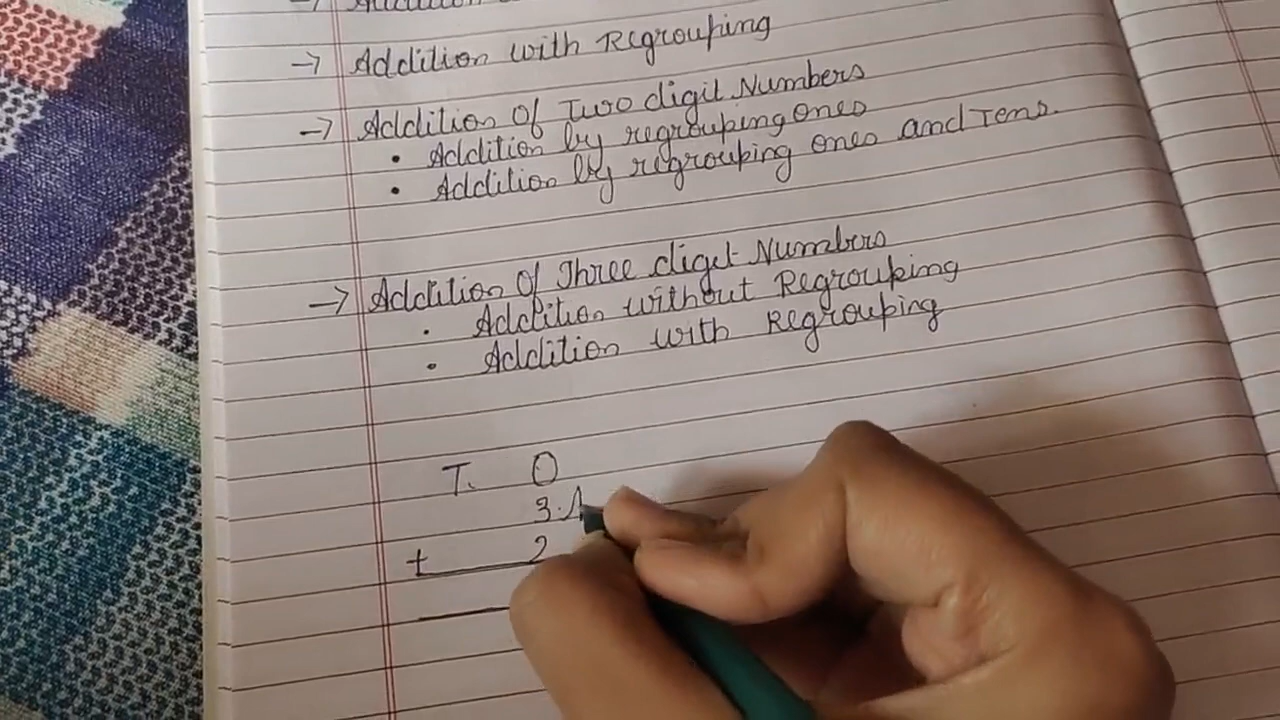 → Addition with Regrouping
→ Addition Of Two digit Numbers
• Addition by regrouping Ones
• Addition by regrouping ones and Tens.
→ Addition Of Three digit Numbers
• Addition without Regrouping
• Addition with Regrouping
T. O
3.
+ 2